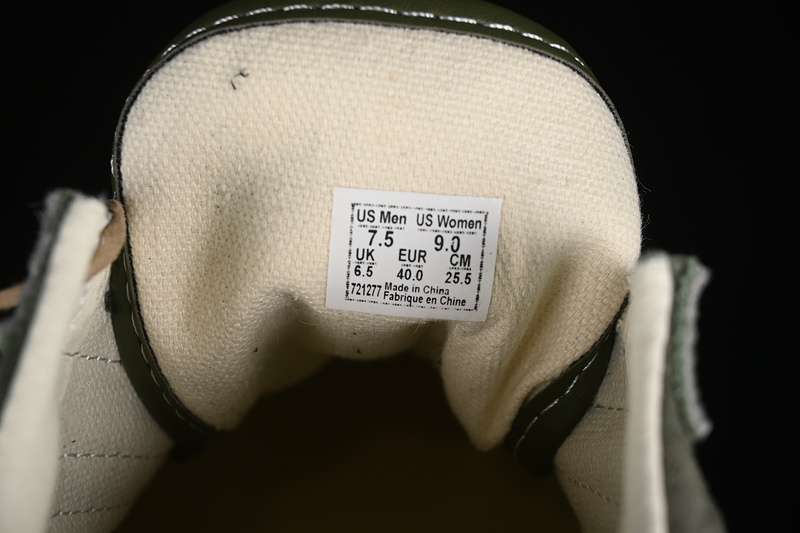 US Men US Women
7.5 9.0
UK EUR CM
6.5 40.0 25.5
721277 Made in China
Fabrique en Chine